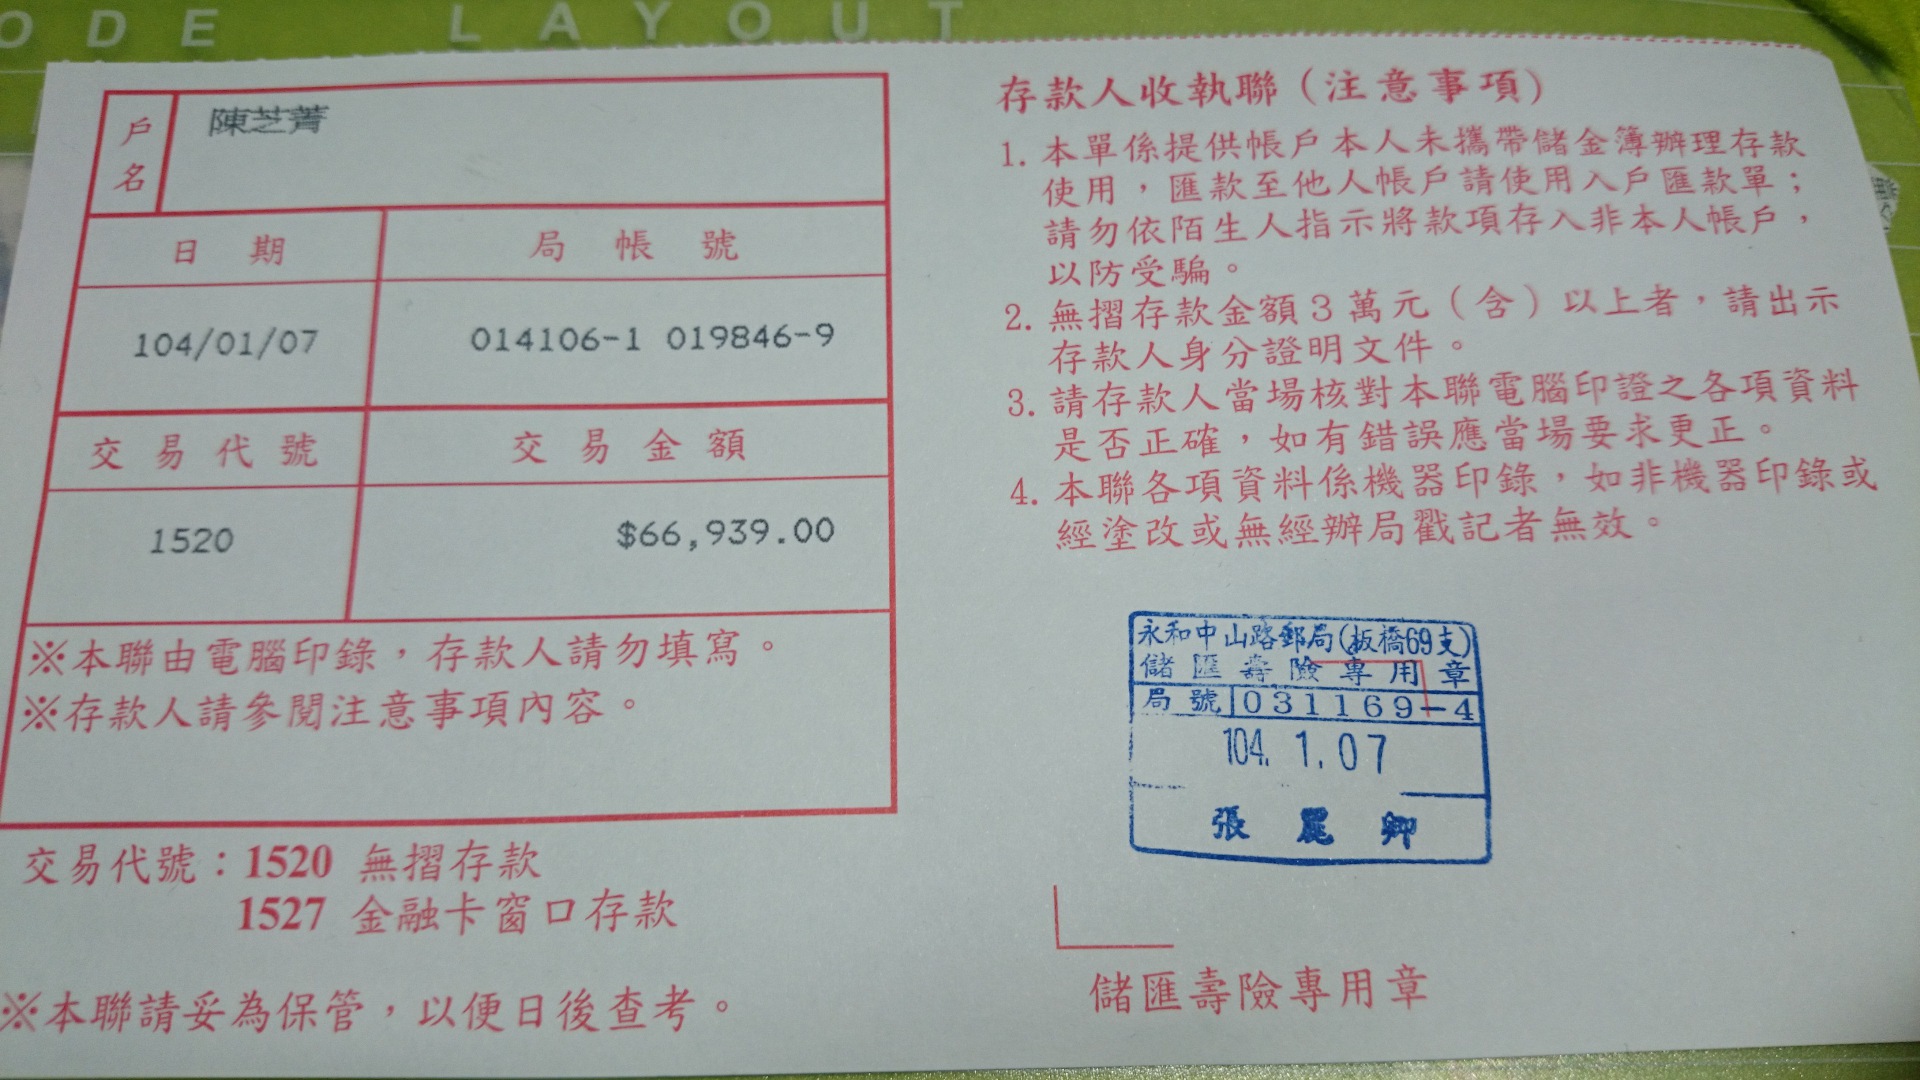 ODE LAYOUT
戶名 陳芝菁
日期 局帳號
104/01/07 014106-1 019846-9
交易代號 交易金額
1520 $66,939.00
※本聯由電腦印錄，存款人請勿填寫。
※存款人請參閱注意事項內容。
交易代號：1520 無摺存款
1527 金融卡窗口存款
※本聯請妥為保管，以便日後查考。
存款人收執聯（注意事項）
1. 本單係提供帳戶本人未攜帶儲金簿辦理存款
使用，匯款至他人帳戶請使用入戶匯款單；
請勿依陌生人指示將款項存入非本人帳戶，
以防受騙。
2. 無摺存款金額3萬元（含）以上者，請出示
存款人身分證明文件。
3. 請存款人當場核對本聯電腦印證之各項資料
是否正確，如有錯誤應當場要求更正。
4. 本聯各項資料係機器印錄，如非機器印錄或
經塗改或無經辦局戳記者無效。
永和中山路郵局(板橋69支)
儲匯壽險專用章
局號 031169-4
104. 1.07
張麗卿
儲匯壽險專用章